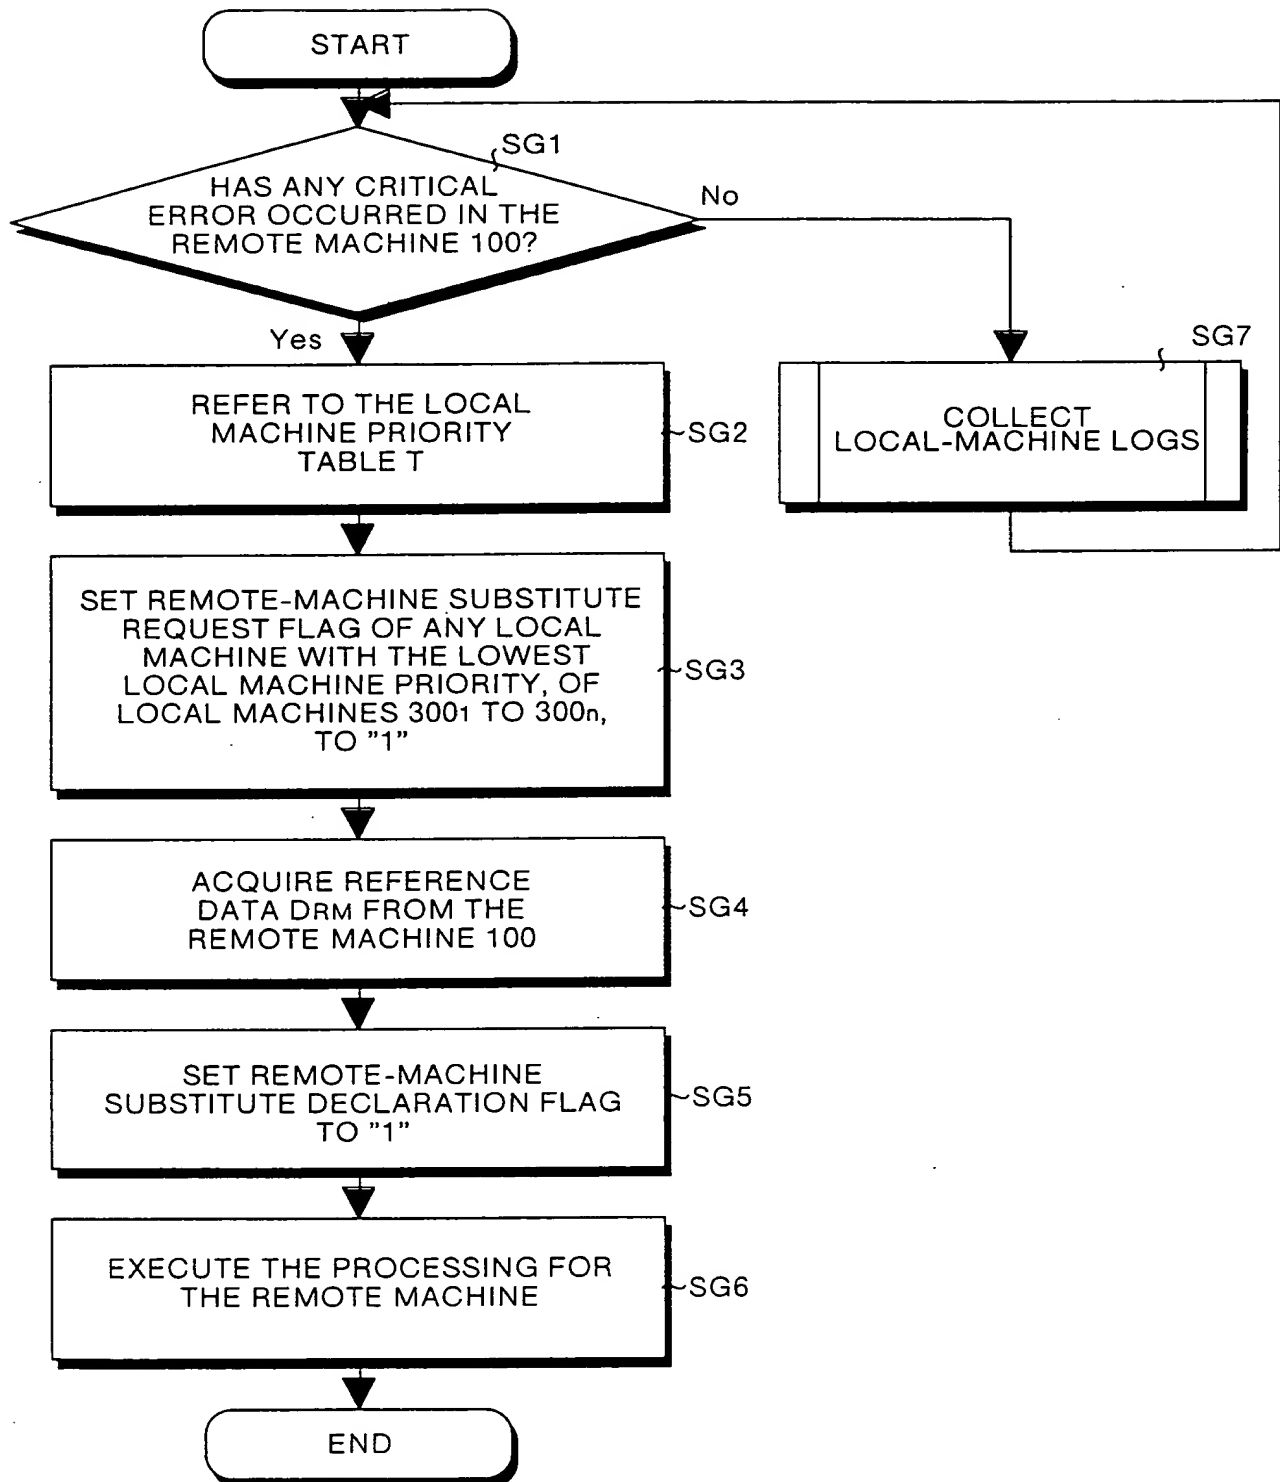 START
SG1
HAS ANY CRITICAL
ERROR OCCURRED IN THE
REMOTE MACHINE 100?
No
Yes
SG7
COLLECT
LOCAL-MACHINE LOGS
REFER TO THE LOCAL
MACHINE PRIORITY
TABLE T
SG2
SET REMOTE-MACHINE SUBSTITUTE
REQUEST FLAG OF ANY LOCAL
MACHINE WITH THE LOWEST
LOCAL MACHINE PRIORITY, OF
LOCAL MACHINES 3001 TO 300n,
TO "1"
SG3
ACQUIRE REFERENCE
DATA DRM FROM THE
REMOTE MACHINE 100
SG4
SET REMOTE-MACHINE
SUBSTITUTE DECLARATION FLAG
TO "1"
SG5
EXECUTE THE PROCESSING FOR
THE REMOTE MACHINE
SG6
END